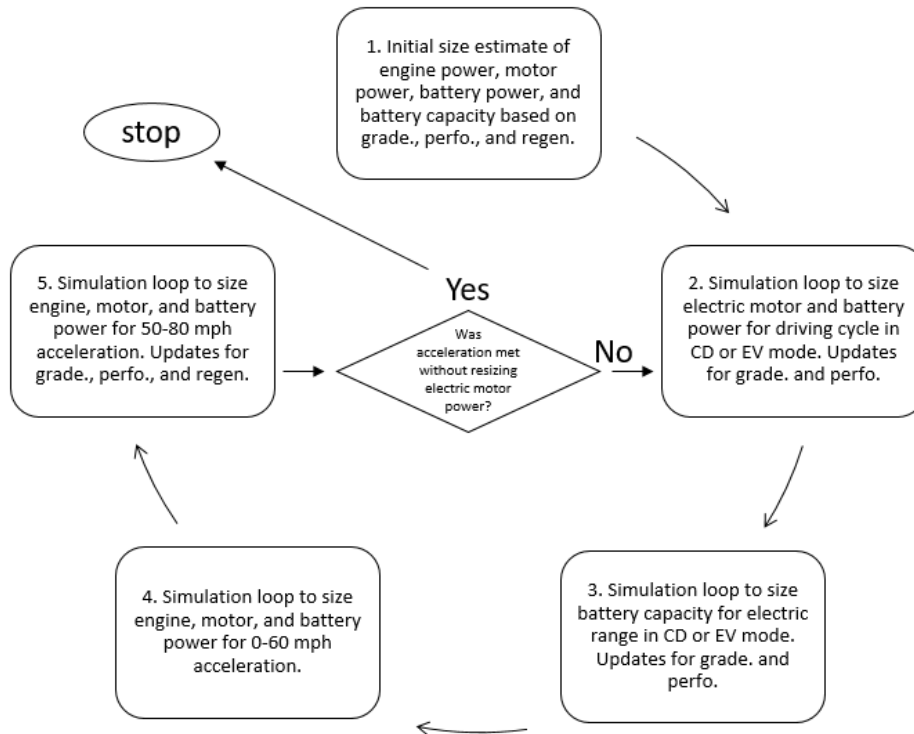 1. Initial size estimate of
engine power, motor
power, battery power, and
battery capacity based on
grade., perfo., and regen.
stop
5. Simulation loop to size
engine, motor, and battery
power for 50-80 mph
acceleration. Updates for
grade., perfo., and regen.
Yes
Was
acceleration met
without resizing
electric motor
power?
No
2. Simulation loop to size
electric motor and battery
power for driving cycle in
CD or EV mode. Updates
for grade. and perfo.
4. Simulation loop to size
engine, motor, and battery
power for 0-60 mph
acceleration.
3. Simulation loop to size
battery capacity for electric
range in CD or EV mode.
Updates for grade. and
perfo.